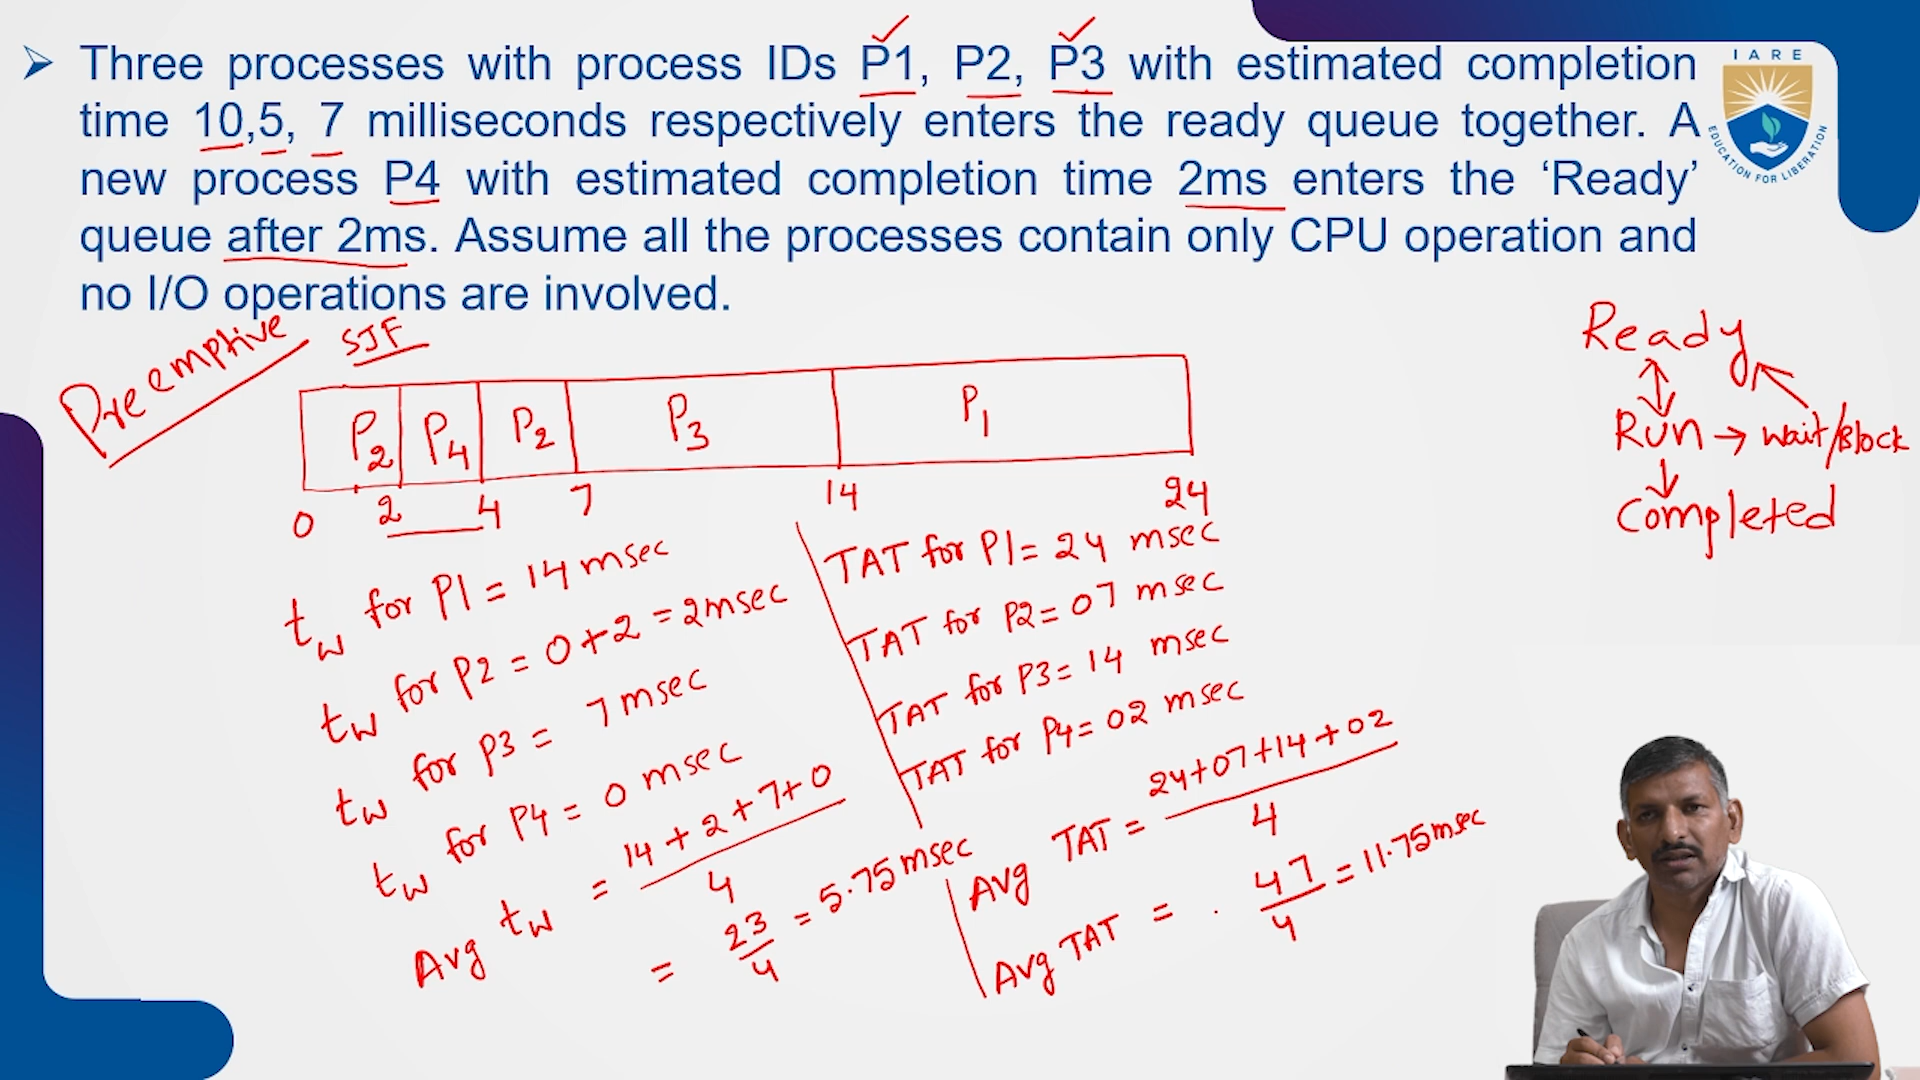 Three processes with process IDs P1, P2, P3 with estimated completion
time 10,5, 7 milliseconds respectively enters the ready queue together. A
new process P4 with estimated completion time 2ms enters the ‘Ready’
queue after 2ms. Assume all the processes contain only CPU operation and
no I/O operations are involved.
IARE
EDUCATION FOR LIBERATION
Preemptive SJF
P2 P4 P2 P3 P1
0 2 4 7 14 24
tw for P1 = 14 msec
tw for P2 = 0+2 = 2msec
tw for P3 = 7 msec
tw for P4 = 0 msec
Avg tw = 14 + 2 + 7 + 0
4
= 23
4
= 5.75 msec
TAT for P1 = 24 msec
TAT for P2 = 07 msec
TAT for P3 = 14 msec
TAT for P4 = 02 msec
Avg TAT = 24+07+14+02
4
Avg TAT = 47
4
= 11.75msec
Ready
Run → wait/Block
Completed